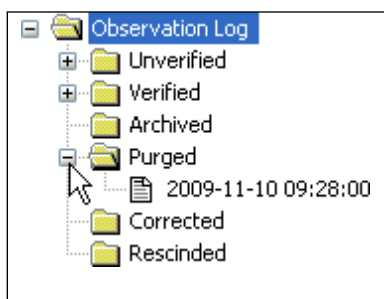 Observation Log
Unverified
Verified
Archived
Purged
2009-11-10 09:28:00
Corrected
Rescinded